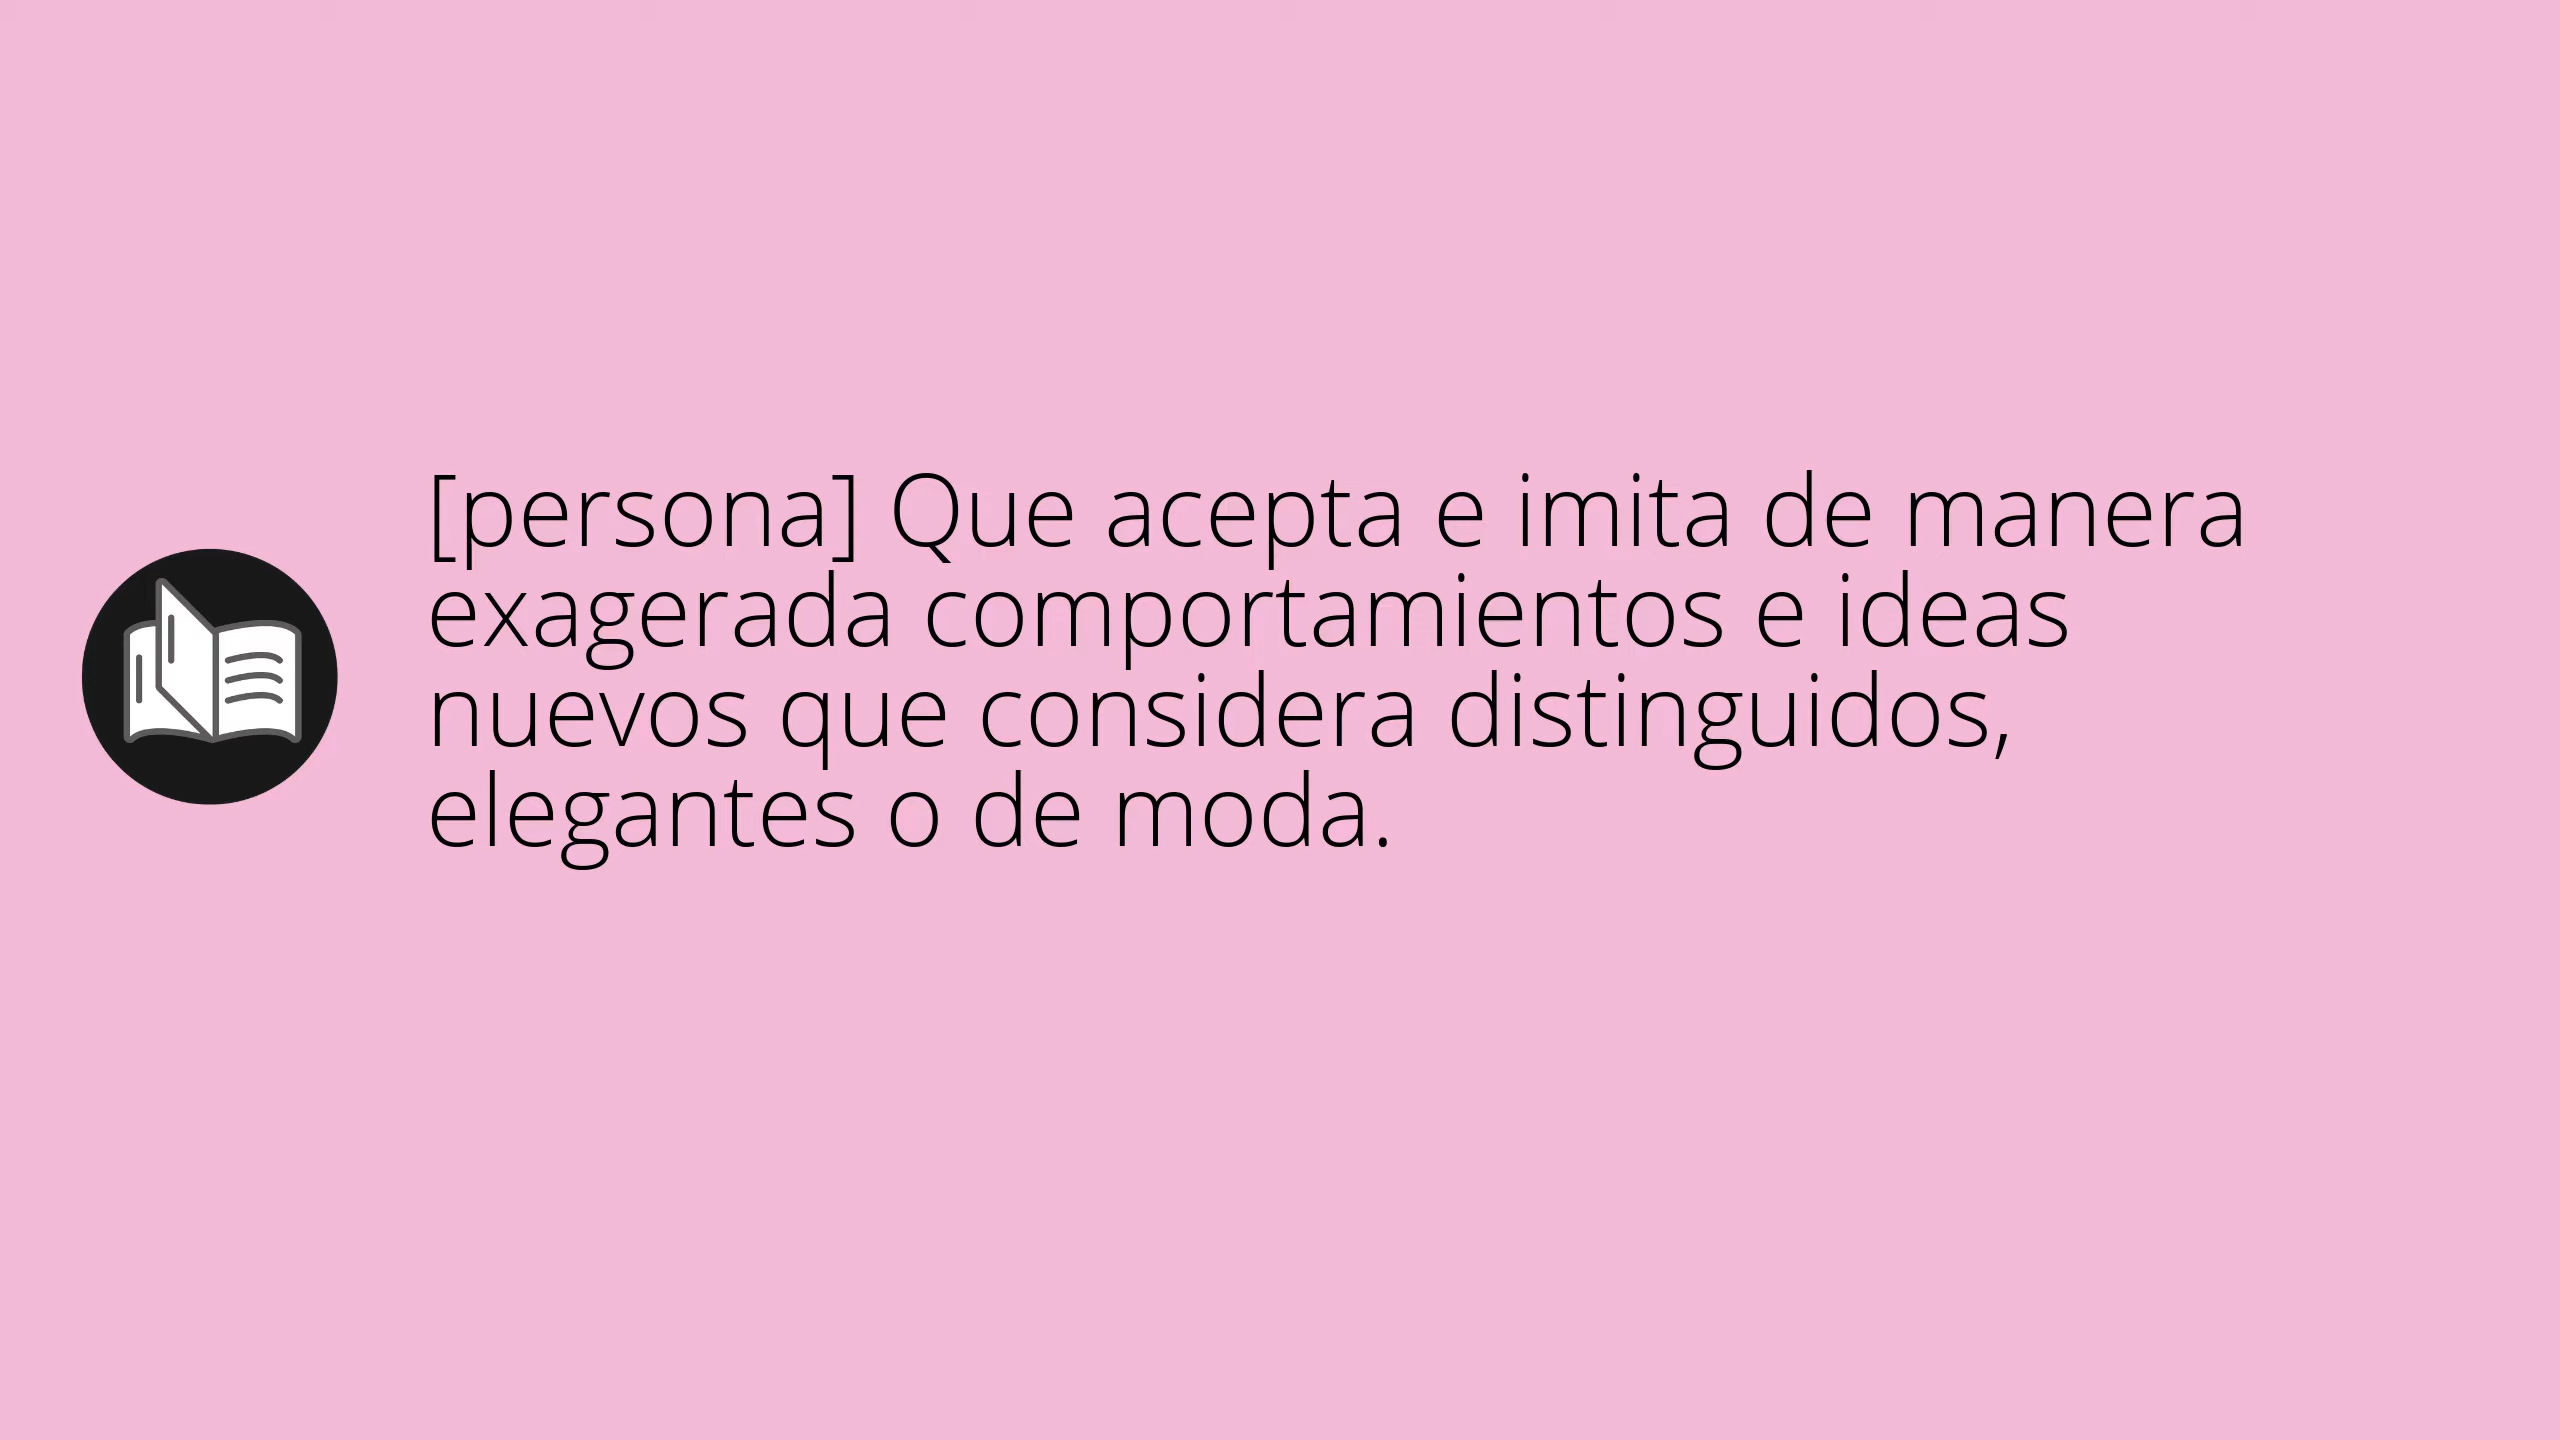 [persona] Que acepta e imita de manera
exagerada comportamientos e ideas
nuevos que considera distinguidos,
elegantes o de moda.